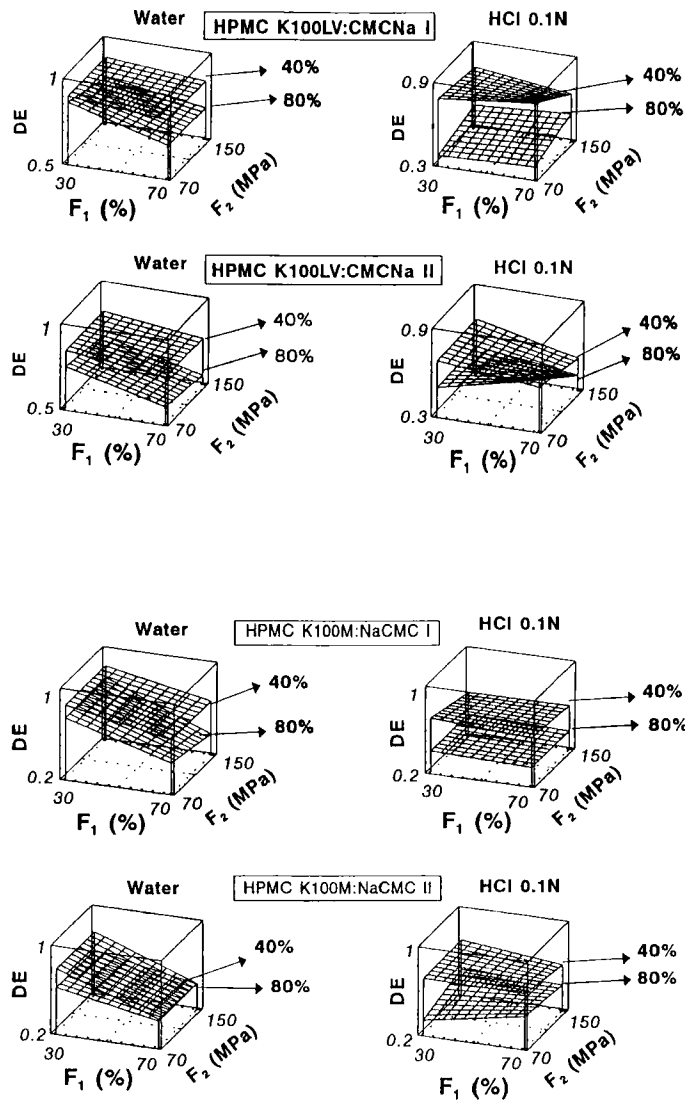 Water HPMC K100LV:CMCNa I HCl 0.1N
1 40% 0.9 40%
DE 80% DE 80%
0.5 150 0.3 150
30 70 70 30 70 70
F₁ (%) F₂ (MPa) F₁ (%) F₂ (MPa)
Water HPMC K100LV:CMCNa II HCl 0.1N
1 40% 0.9 40%
DE 80% DE 80%
0.5 150 0.3 150
30 70 70 30 70 70
F₁ (%) F₂ (MPa) F₁ (%) F₂ (MPa)
Water HPMC K100M:NaCMC I HCl 0.1N
1 40% 1 40%
DE 80% DE 80%
0.2 150 0.2 150
30 70 70 30 70 70
F₁ (%) F₂ (MPa) F₁ (%) F₂ (MPa)
Water HPMC K100M:NaCMC II HCl 0.1N
1 40% 1 40%
DE 80% DE 80%
0.2 150 0.2 150
30 70 70 30 70 70
F₁ (%) F₂ (MPa) F₁ (%) F₂ (MPa)